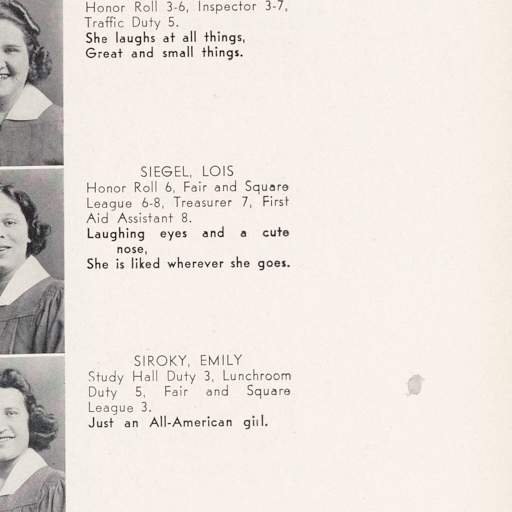 Honor Roll 3-6, Inspector 3-7,
Traffic Duty 5.
She laughs at all things,
Great and small things.
SIEGEL, LOIS
Honor Roll 6, Fair and Square
League 6-8, Treasurer 7, First
Aid Assistant 8.
Laughing eyes and a cute
nose,
She is liked wherever she goes.
SIROKY, EMILY
Study Hall Duty 3, Lunchroom
Duty 5, Fair and Square
League 3.
Just an All-American girl.